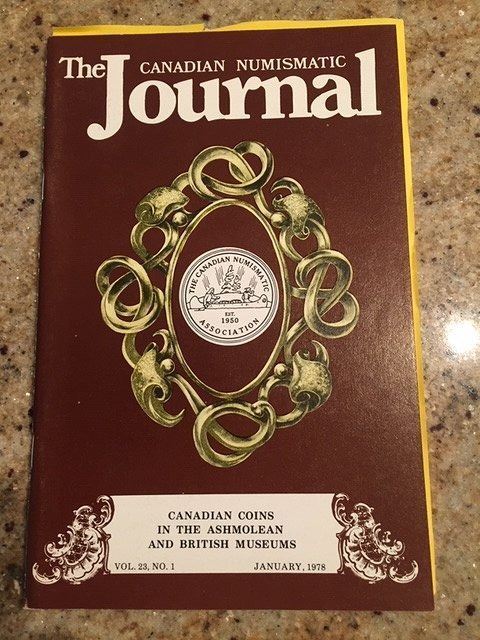 The CANADIAN NUMISMATIC
Journal
THE CANADIAN NUMISMATIC
EST.
1950
ASSOCIATION
CANADIAN COINS
IN THE ASHMOLEAN
AND BRITISH MUSEUMS
VOL. 23, NO. 1 JANUARY, 1978